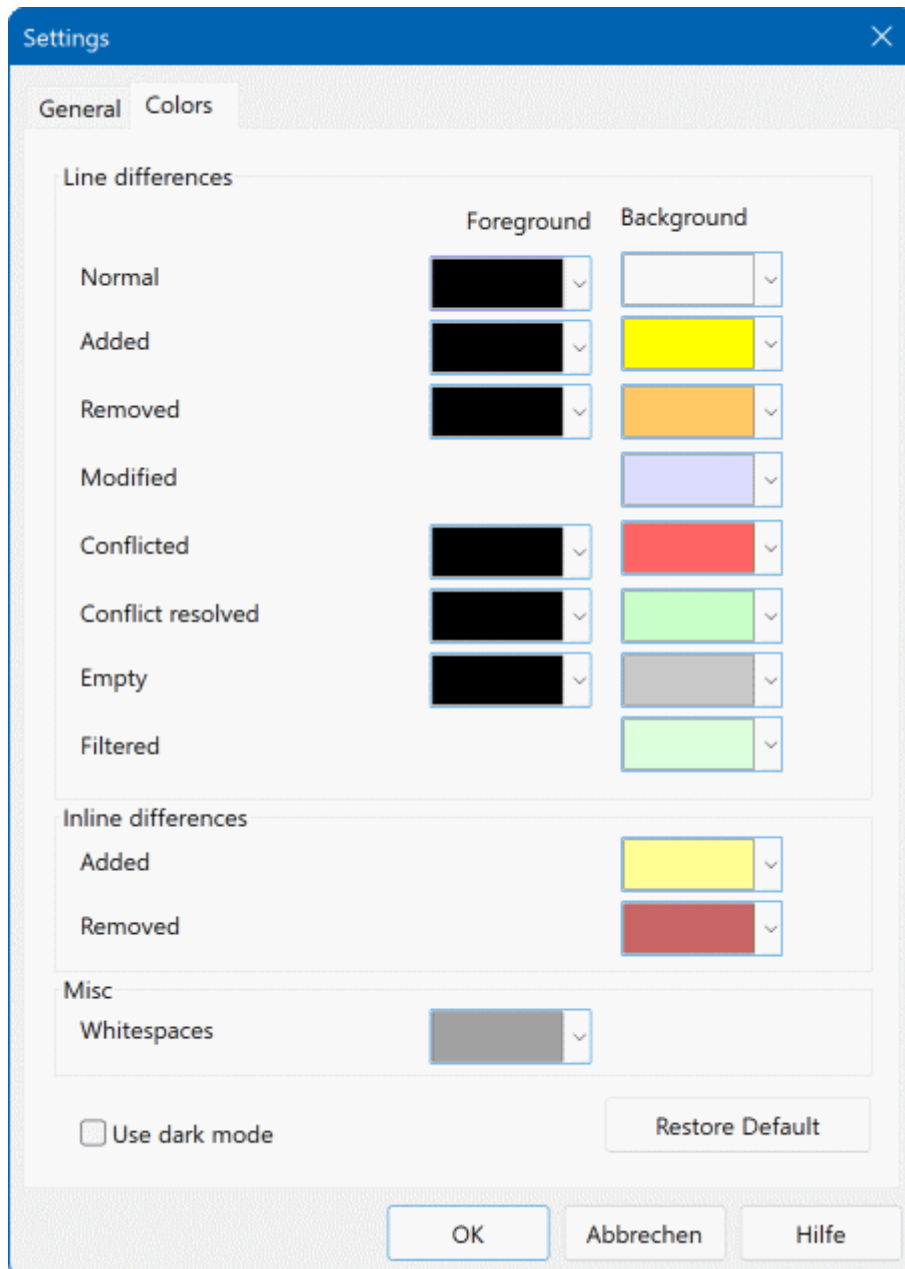 Settings
General Colors
Line differences
Foreground Background
Normal
Added
Removed
Modified
Conflicted
Conflict resolved
Empty
Filtered
Inline differences
Added
Removed
Misc
Whitespaces
Use dark mode Restore Default
OK Abbrechen Hilfe